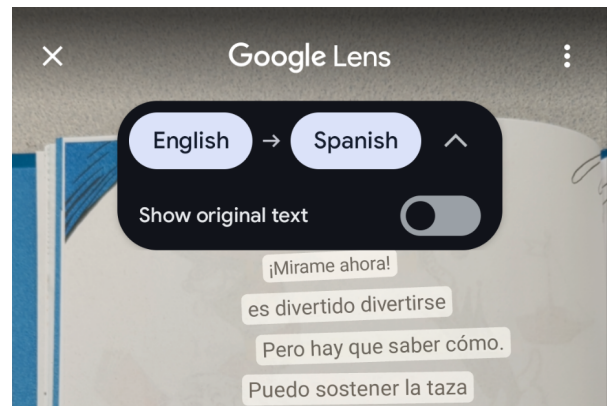 Google Lens
English → Spanish
Show original text
¡Mirame ahora!
es divertido divertirse
Pero hay que saber cómo.
Puedo sostener la taza